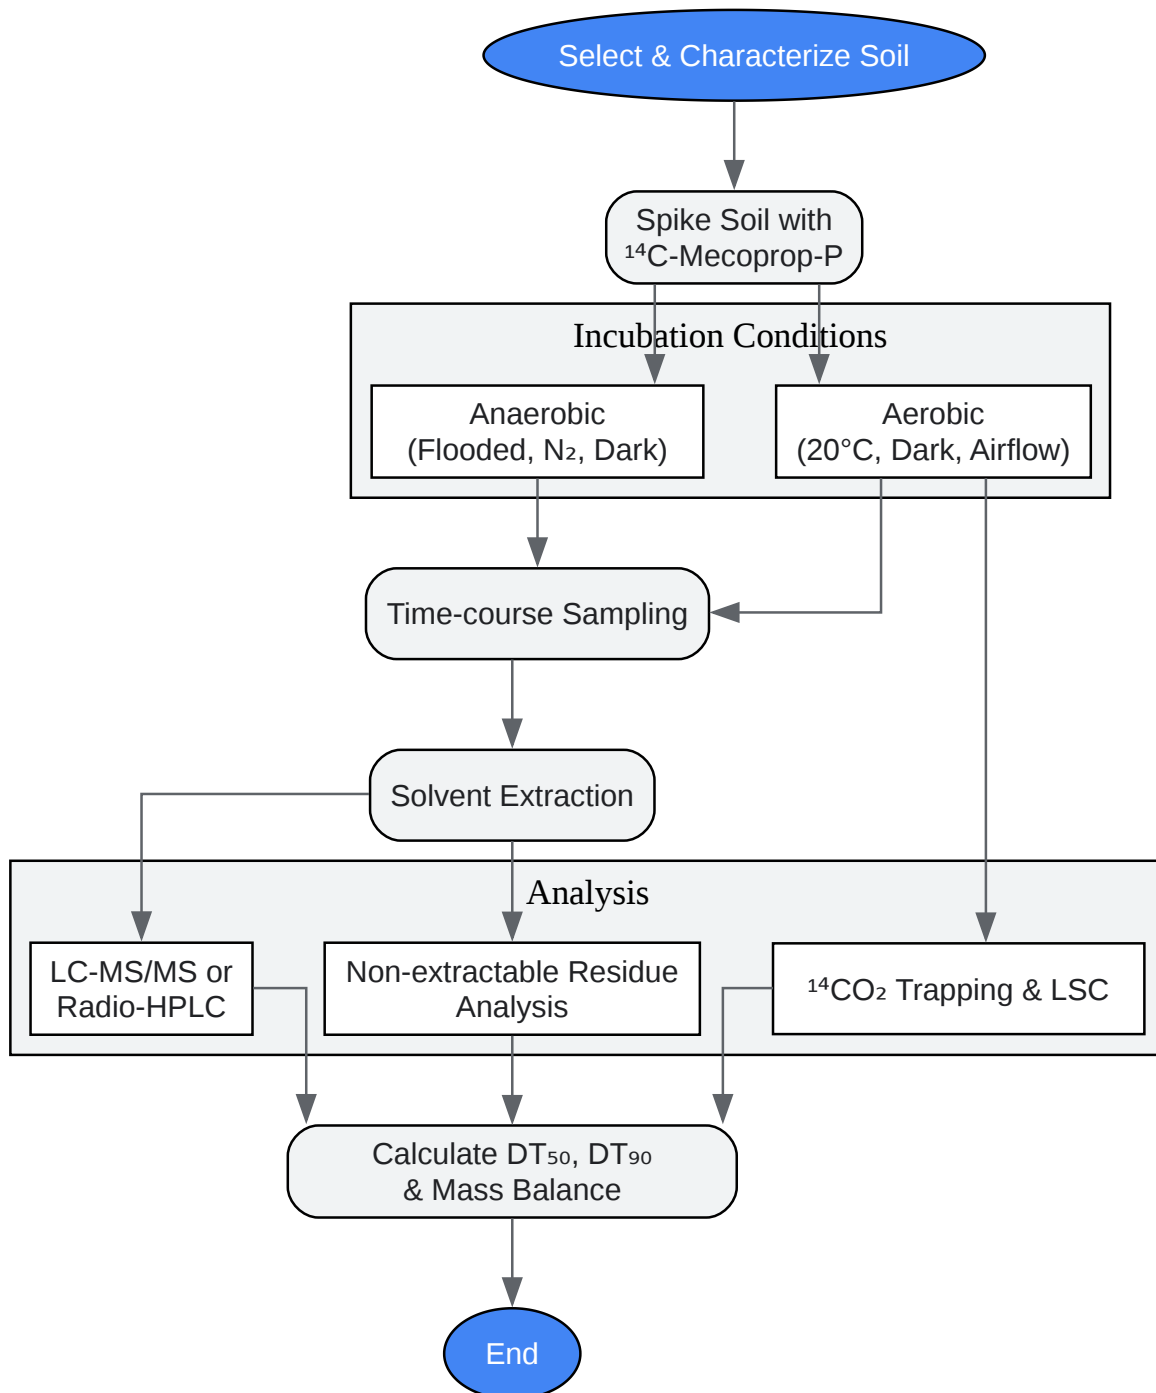 Select & Characterize Soil
Spike Soil with
¹⁴C-Mecoprop-P
Incubation Conditions
Anaerobic
(Flooded, N₂, Dark)
Aerobic
(20°C, Dark, Airflow)
Time-course Sampling
Solvent Extraction
Analysis
LC-MS/MS or
Radio-HPLC
Non-extractable Residue
Analysis
¹⁴CO₂ Trapping & LSC
Calculate DT₅₀, DT₉₀
& Mass Balance
End